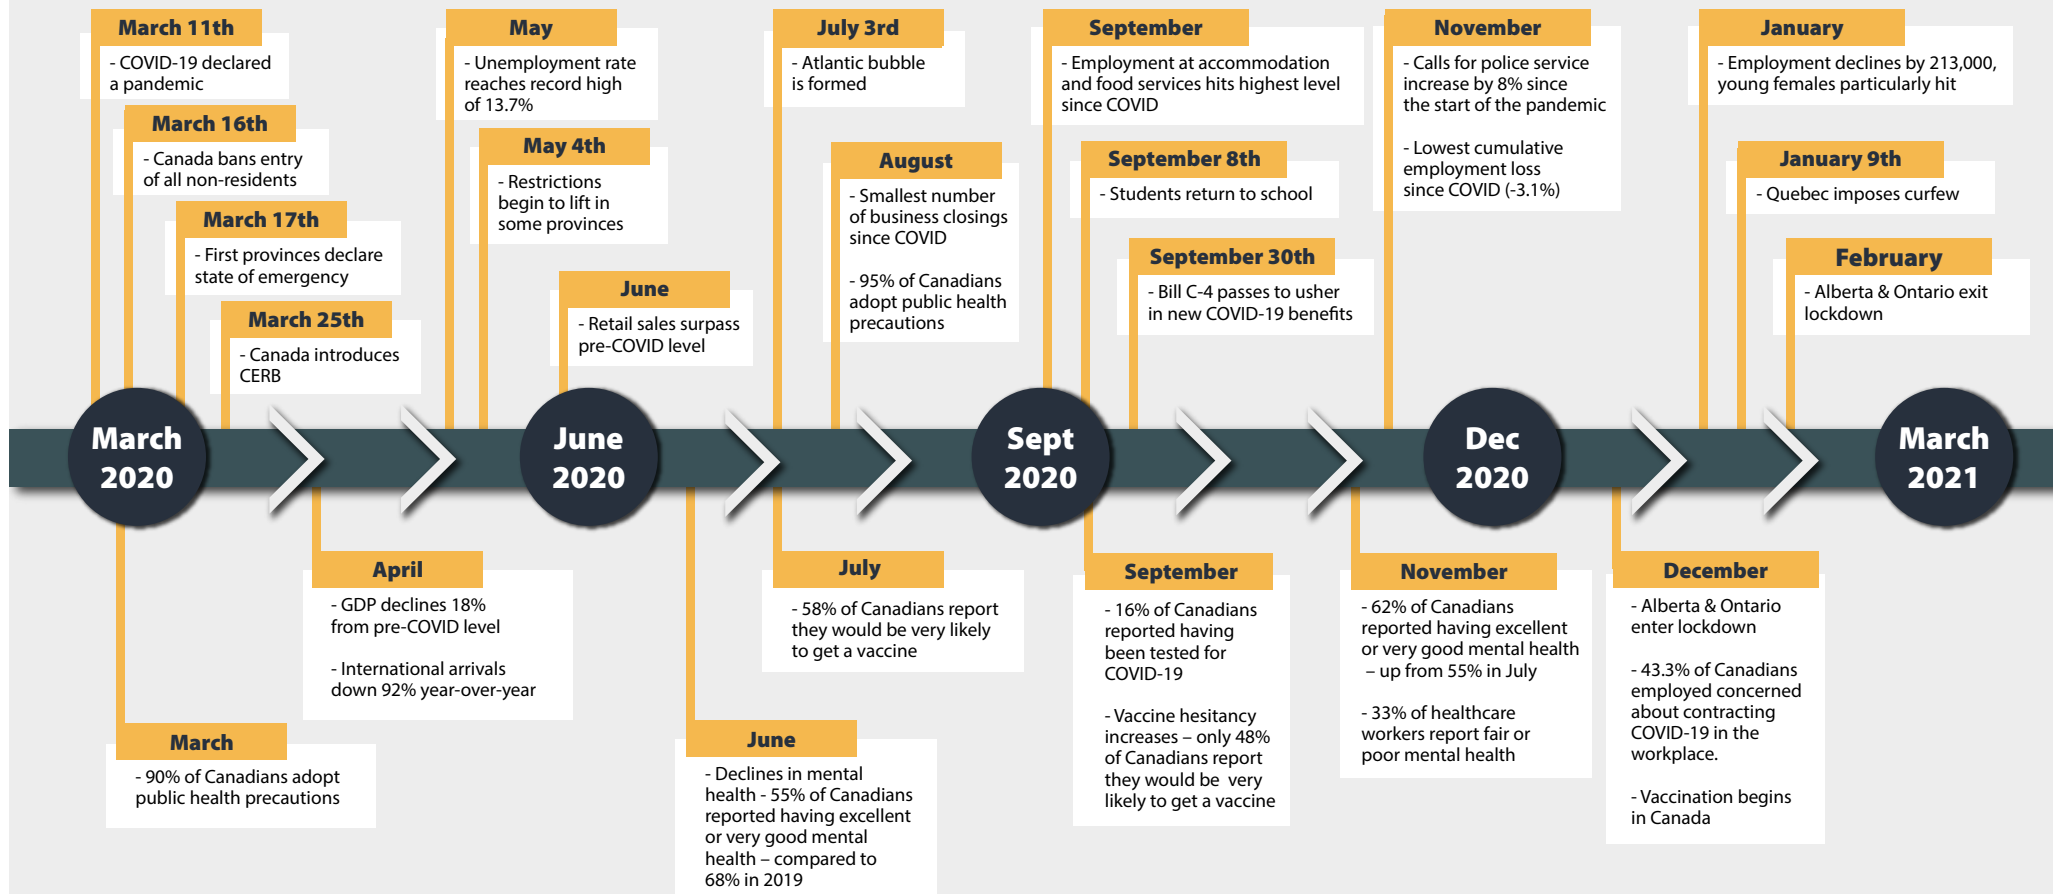 March 11th
- COVID-19 declared
a pandemic
March 16th
- Canada bans entry
of all non-residents
March 17th
- First provinces declare
state of emergency
March 25th
- Canada introduces
CERB
May
- Unemployment rate
reaches record high
of 13.7%
May 4th
- Restrictions
begin to lift in
some provinces
June
- Retail sales surpass
pre-COVID level
July 3rd
- Atlantic bubble
is formed
August
- Smallest number
of business closings
since COVID
- 95% of Canadians
adopt public health
precautions
September
- Employment at accommodation
and food services hits highest level
since COVID
September 8th
- Students return to school
September 30th
- Bill C-4 passes to usher
in new COVID-19 benefits
November
- Calls for police service
increase by 8% since
the start of the pandemic
- Lowest cumulative
employment loss
since COVID (-3.1%)
January
- Employment declines by 213,000,
young females particularly hit
January 9th
- Quebec imposes curfew
February
- Alberta & Ontario exit
lockdown
March
2020
June
2020
Sept
2020
Dec
2020
March
2021
March
- 90% of Canadians adopt
public health precautions
April
- GDP declines 18%
from pre-COVID level
- International arrivals
down 92% year-over-year
June
- Declines in mental
health - 55% of Canadians
reported having excellent
or very good mental
health – compared to
68% in 2019
July
- 58% of Canadians report
they would be very likely
to get a vaccine
September
- 16% of Canadians
reported having
been tested for
COVID-19
- Vaccine hesitancy
increases – only 48%
of Canadians report
they would be very
likely to get a vaccine
November
- 62% of Canadians
reported having excellent
or very good mental health
– up from 55% in July
- 33% of healthcare
workers report fair or
poor mental health
December
- Alberta & Ontario
enter lockdown
- 43.3% of Canadians
employed concerned
about contracting
COVID-19 in the
workplace.
- Vaccination begins
in Canada